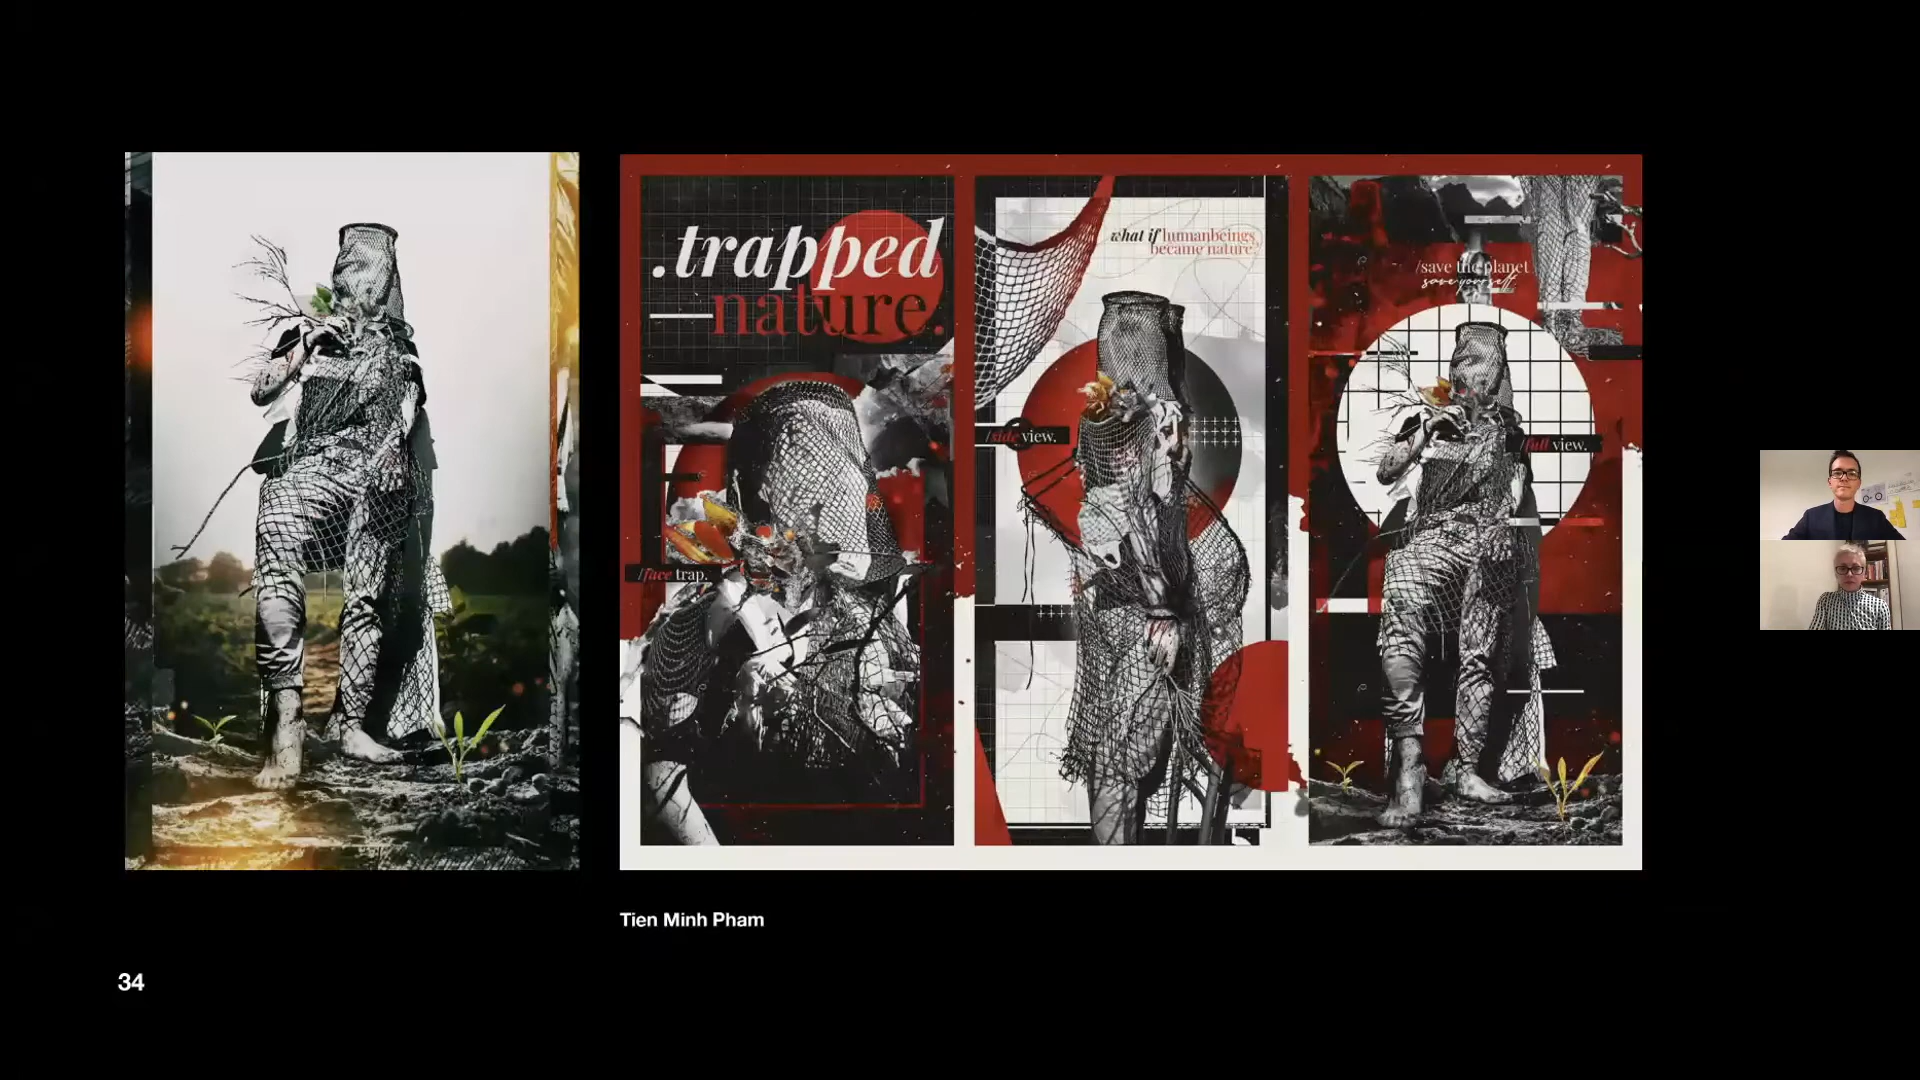 .trapped
nature.
/face trap.
what if humanbeings
became nature?
/side view.
/save the planet
save yourself
/full view.
Tien Minh Pham
34